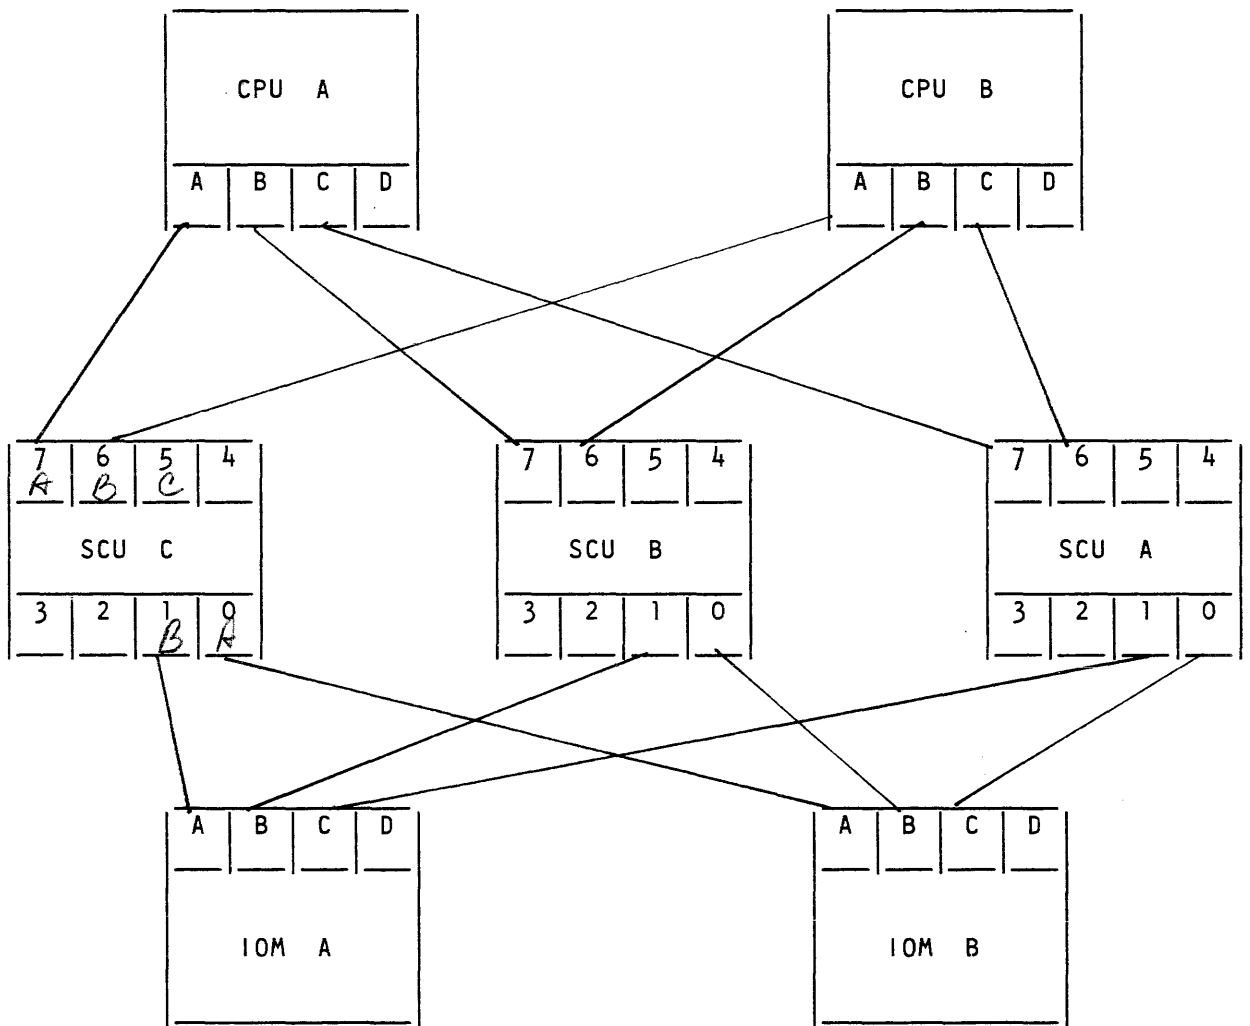 CPU A CPU B
A B C D A B C D
7 6 5 4 7 6 5 4 7 6 5 4
A B C
SCU C SCU B SCU A
3 2 1 0 3 2 1 0 3 2 1 0
B A
A B C D A B C D
IOM A IOM B